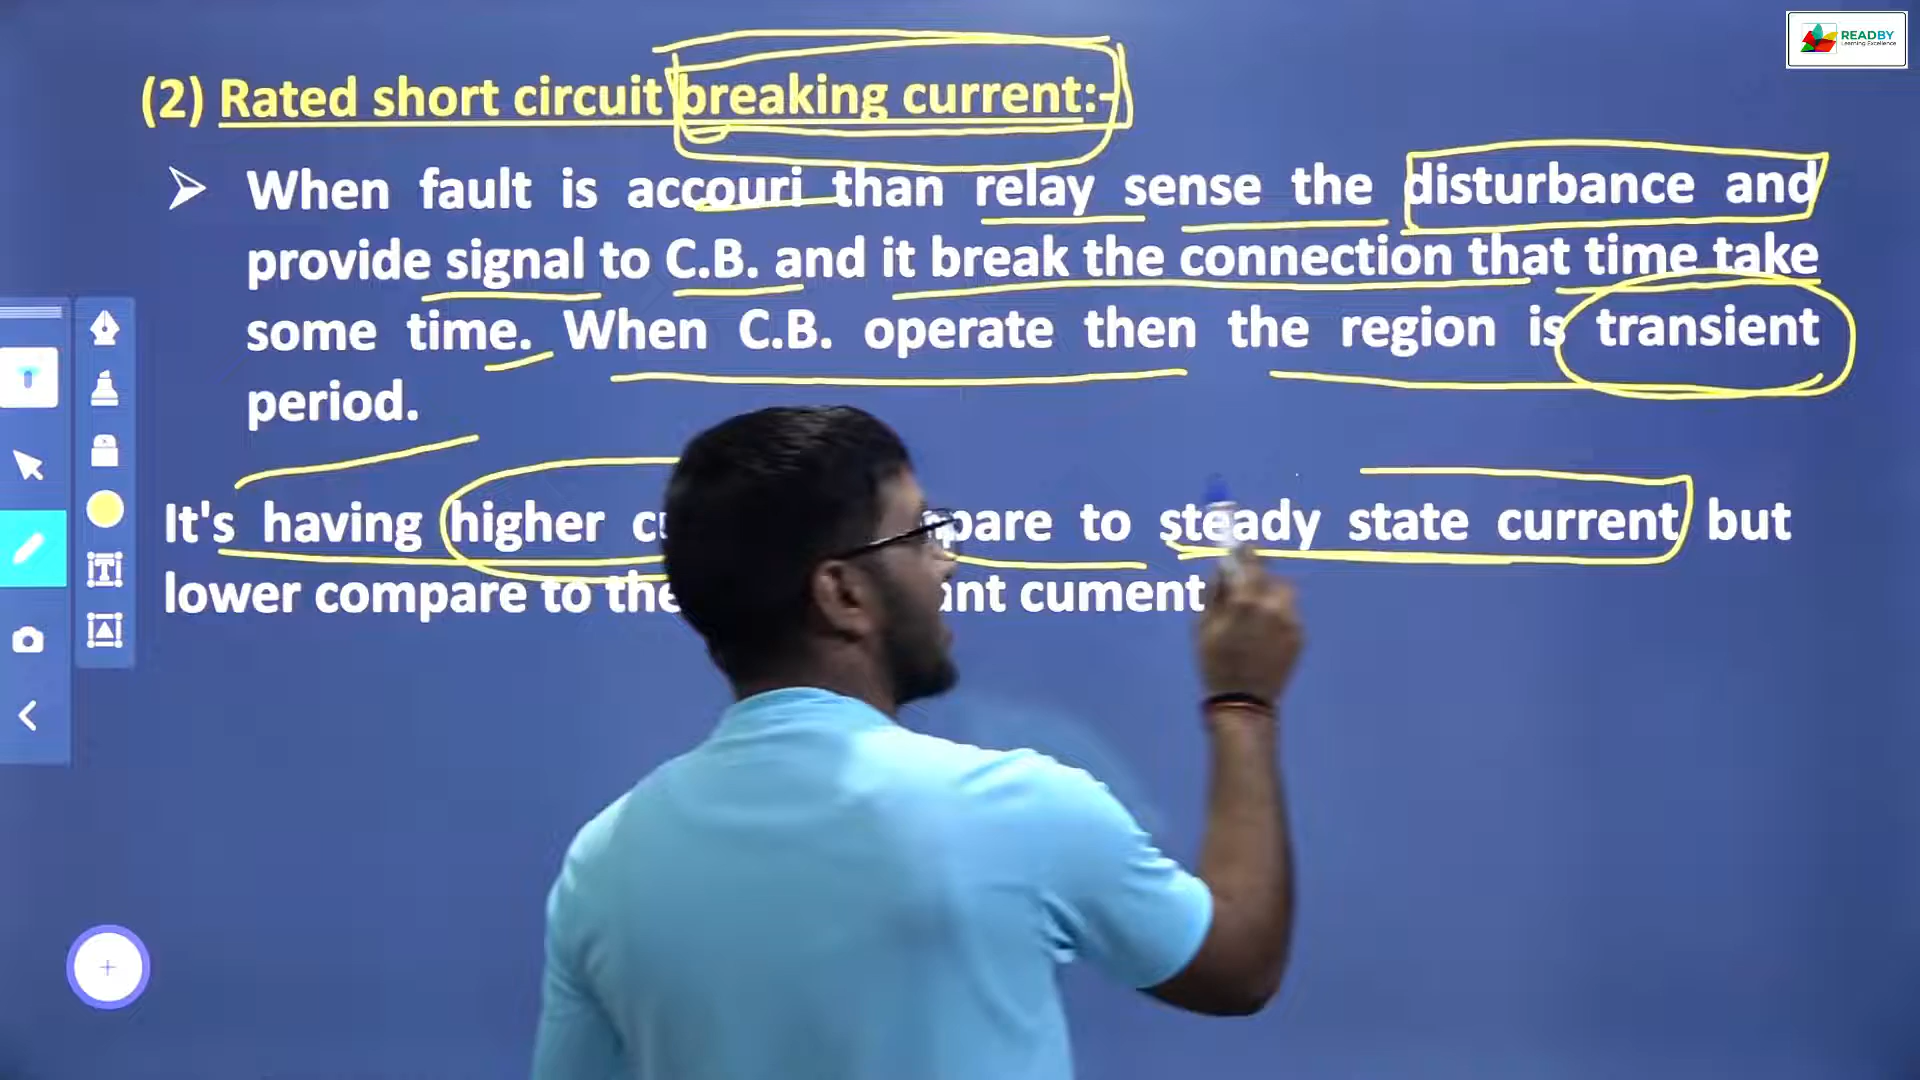 READBY
Learning Excellence
(2) Rated short circuit breaking current:-
➢ When fault is accouri than relay sense the disturbance and
provide signal to C.B. and it break the connection that time take
some time. When C.B. operate then the region is transient
period.
It's having higher to steady state current but
lower compare to the cument